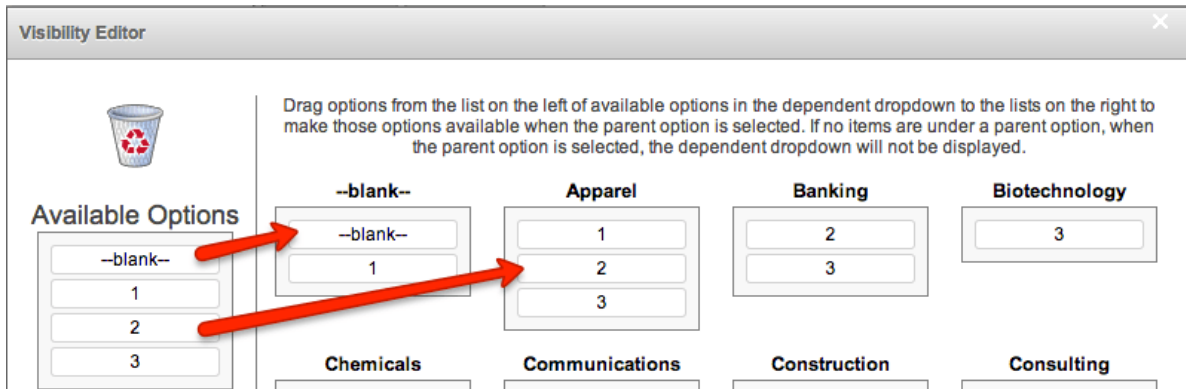 Visibility Editor
Drag options from the list on the left of available options in the dependent dropdown to the lists on the right to
make those options available when the parent option is selected. If no items are under a parent option, when
the parent option is selected, the dependent dropdown will not be displayed.
Available Options
--blank--
1
2
3
--blank--
--blank--
1
Apparel
1
2
3
Banking
2
3
Biotechnology
3
Chemicals
Communications
Construction
Consulting